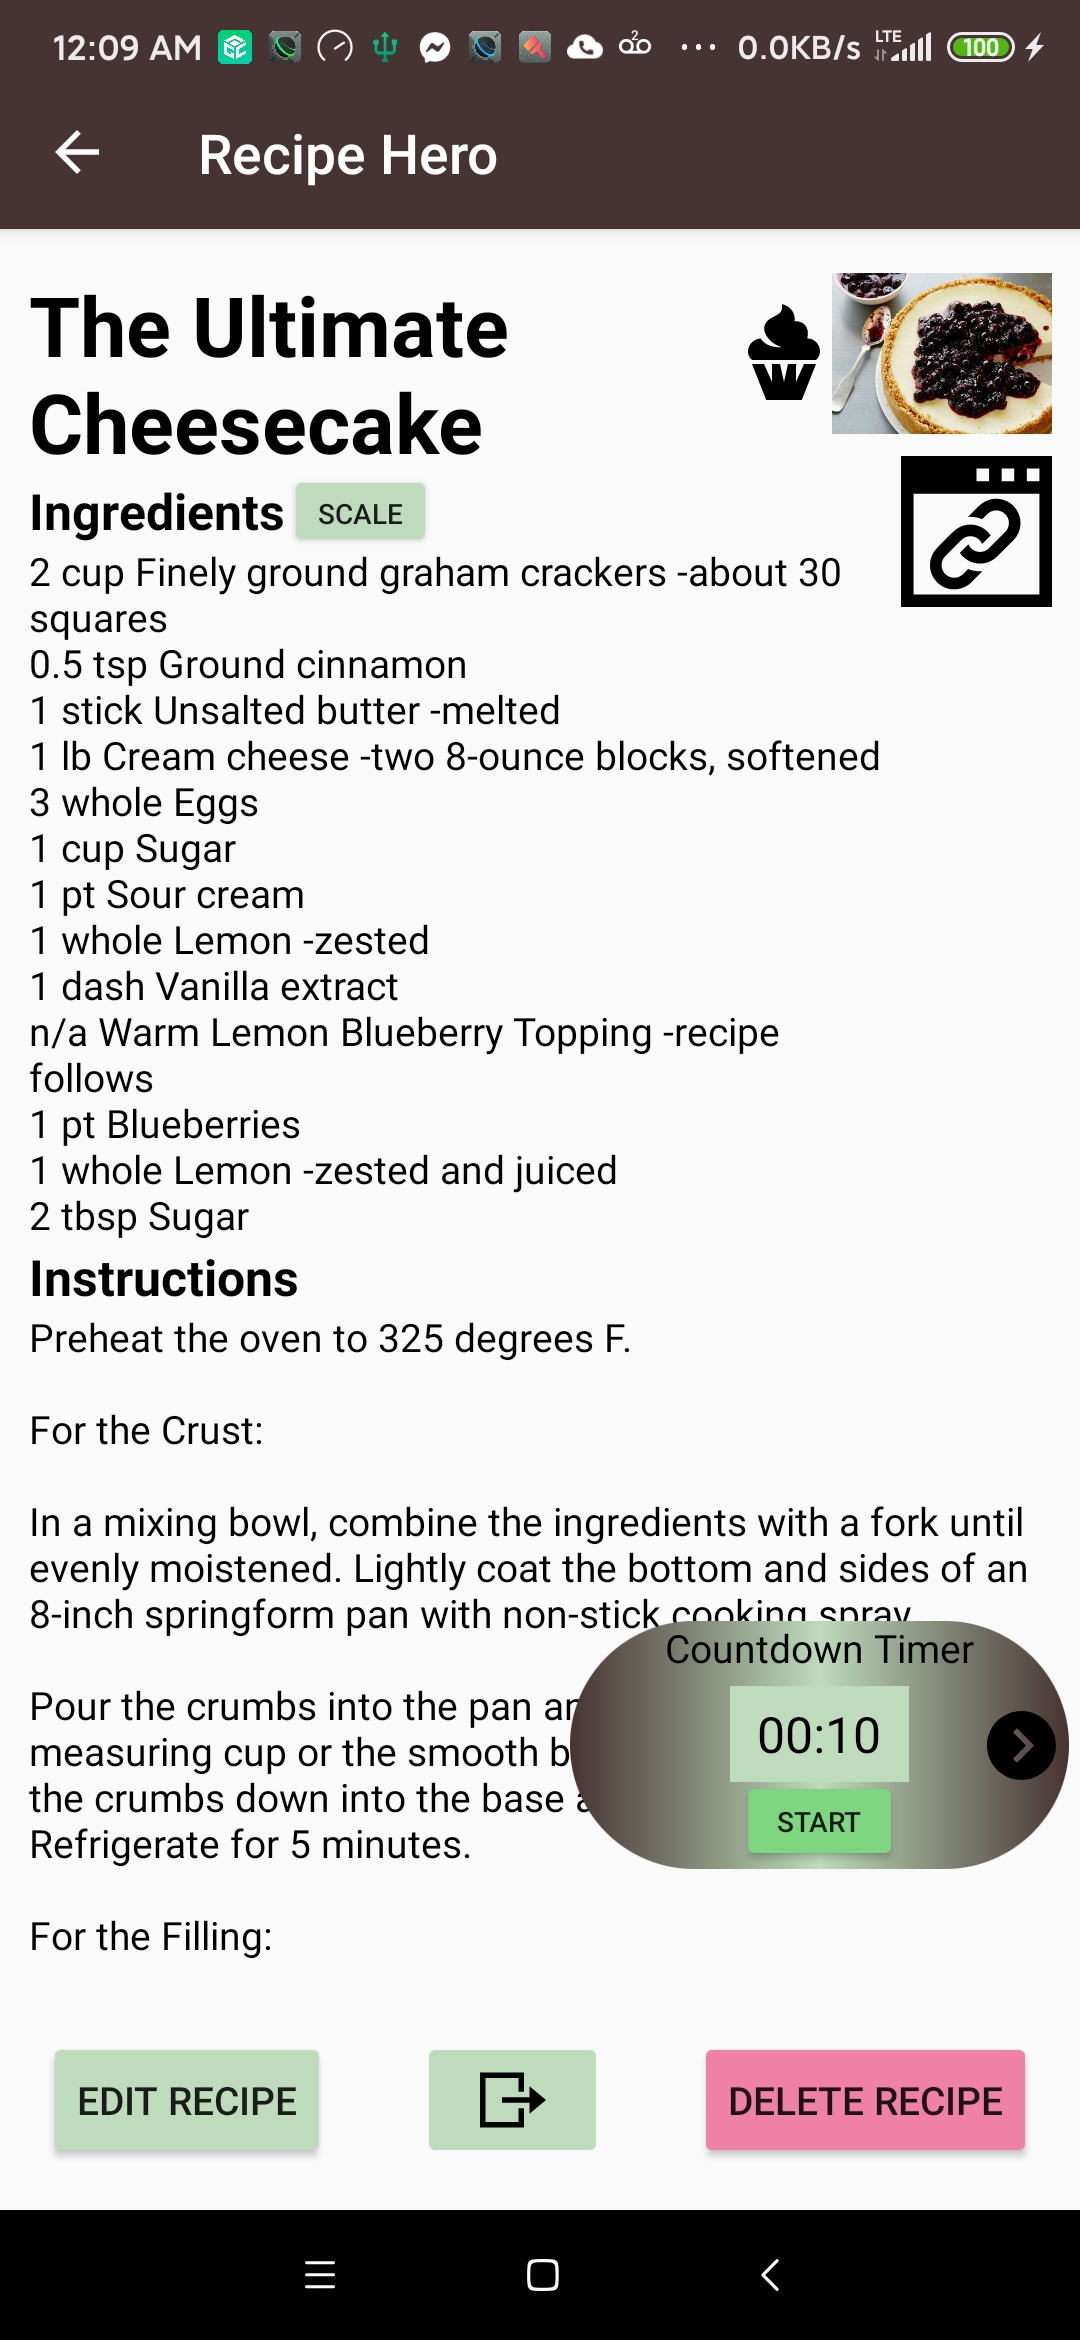 12:09 AM 2 ... 0.0KB/s LTE 100
Recipe Hero
The Ultimate
Cheesecake
Ingredients SCALE
2 cup Finely ground graham crackers -about 30
squares
0.5 tsp Ground cinnamon
1 stick Unsalted butter -melted
1 lb Cream cheese -two 8-ounce blocks, softened
3 whole Eggs
1 cup Sugar
1 pt Sour cream
1 whole Lemon -zested
1 dash Vanilla extract
n/a Warm Lemon Blueberry Topping -recipe
follows
1 pt Blueberries
1 whole Lemon -zested and juiced
2 tbsp Sugar
Instructions
Preheat the oven to 325 degrees F.
For the Crust:
In a mixing bowl, combine the ingredients with a fork until
evenly moistened. Lightly coat the bottom and sides of an
8-inch springform pan with non-stick cooking spray
Countdown Timer
Pour the crumbs into the pan
00:10
measuring cup or the smooth
the crumbs down into the base
START
Refrigerate for 5 minutes.
For the Filling:
EDIT RECIPE
DELETE RECIPE